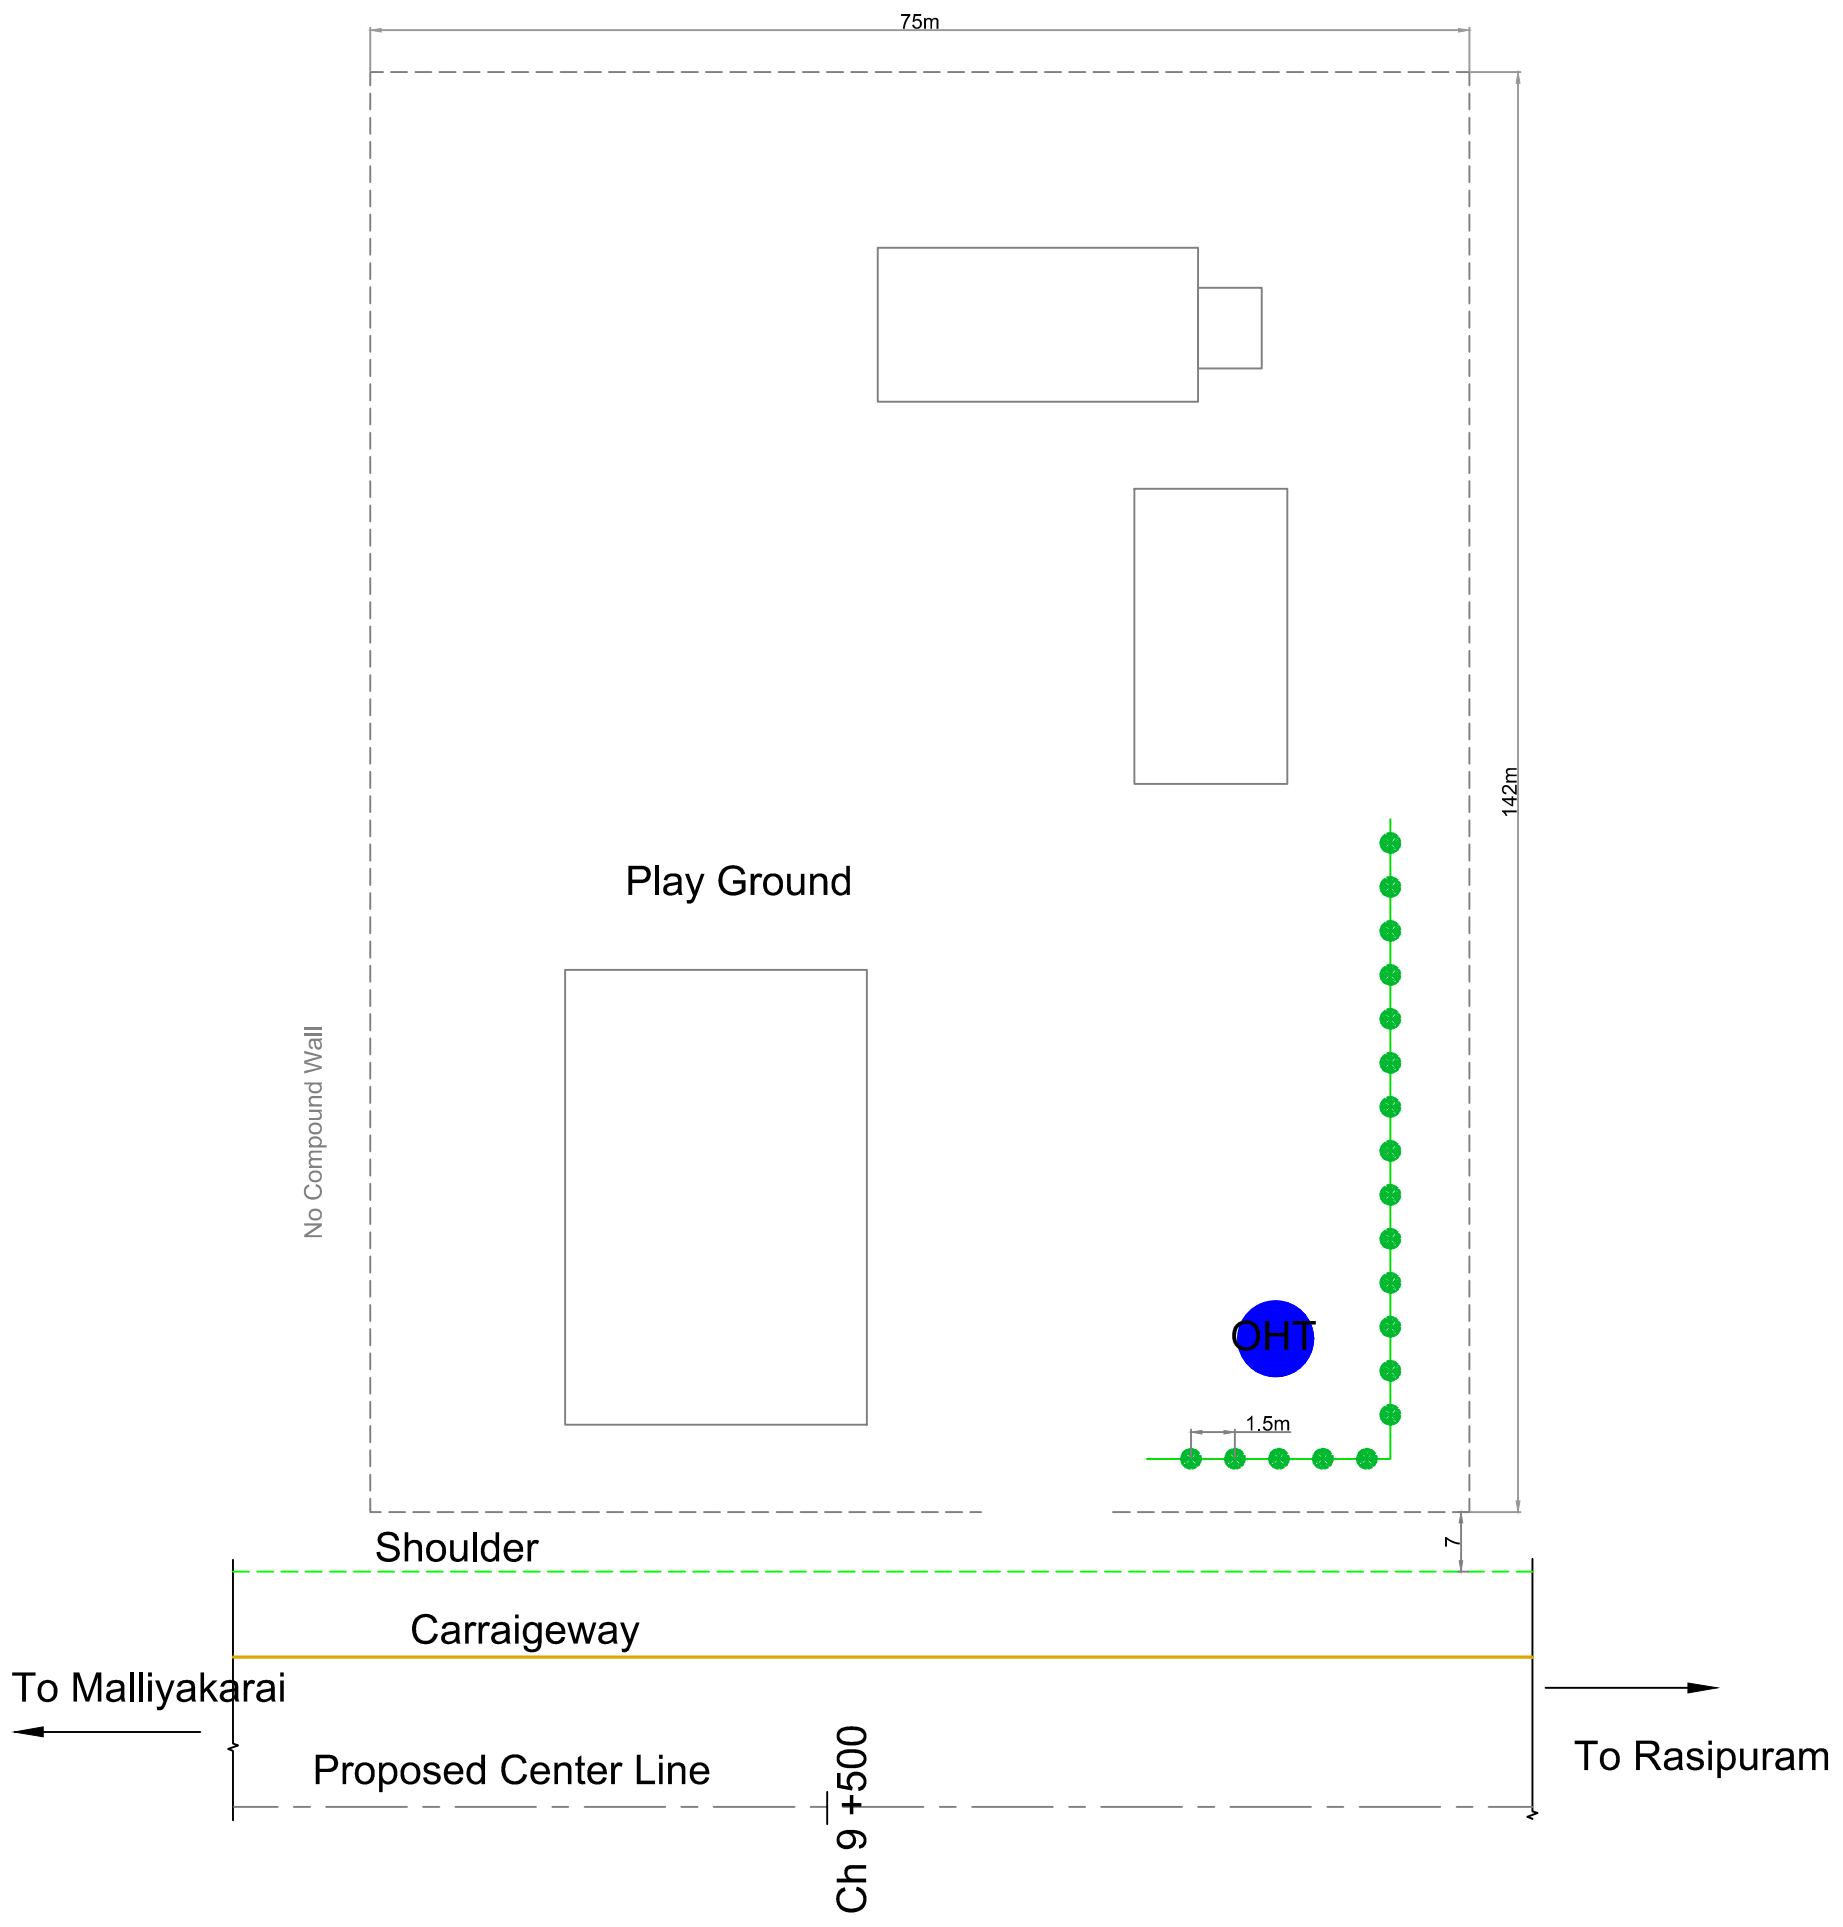 75m
142m
Play Ground
No Compound Wall
OHT
1.5m
7
Shoulder
Carraigeway
To Malliyakarai
To Rasipuram
Proposed Center Line
Ch 9 +500